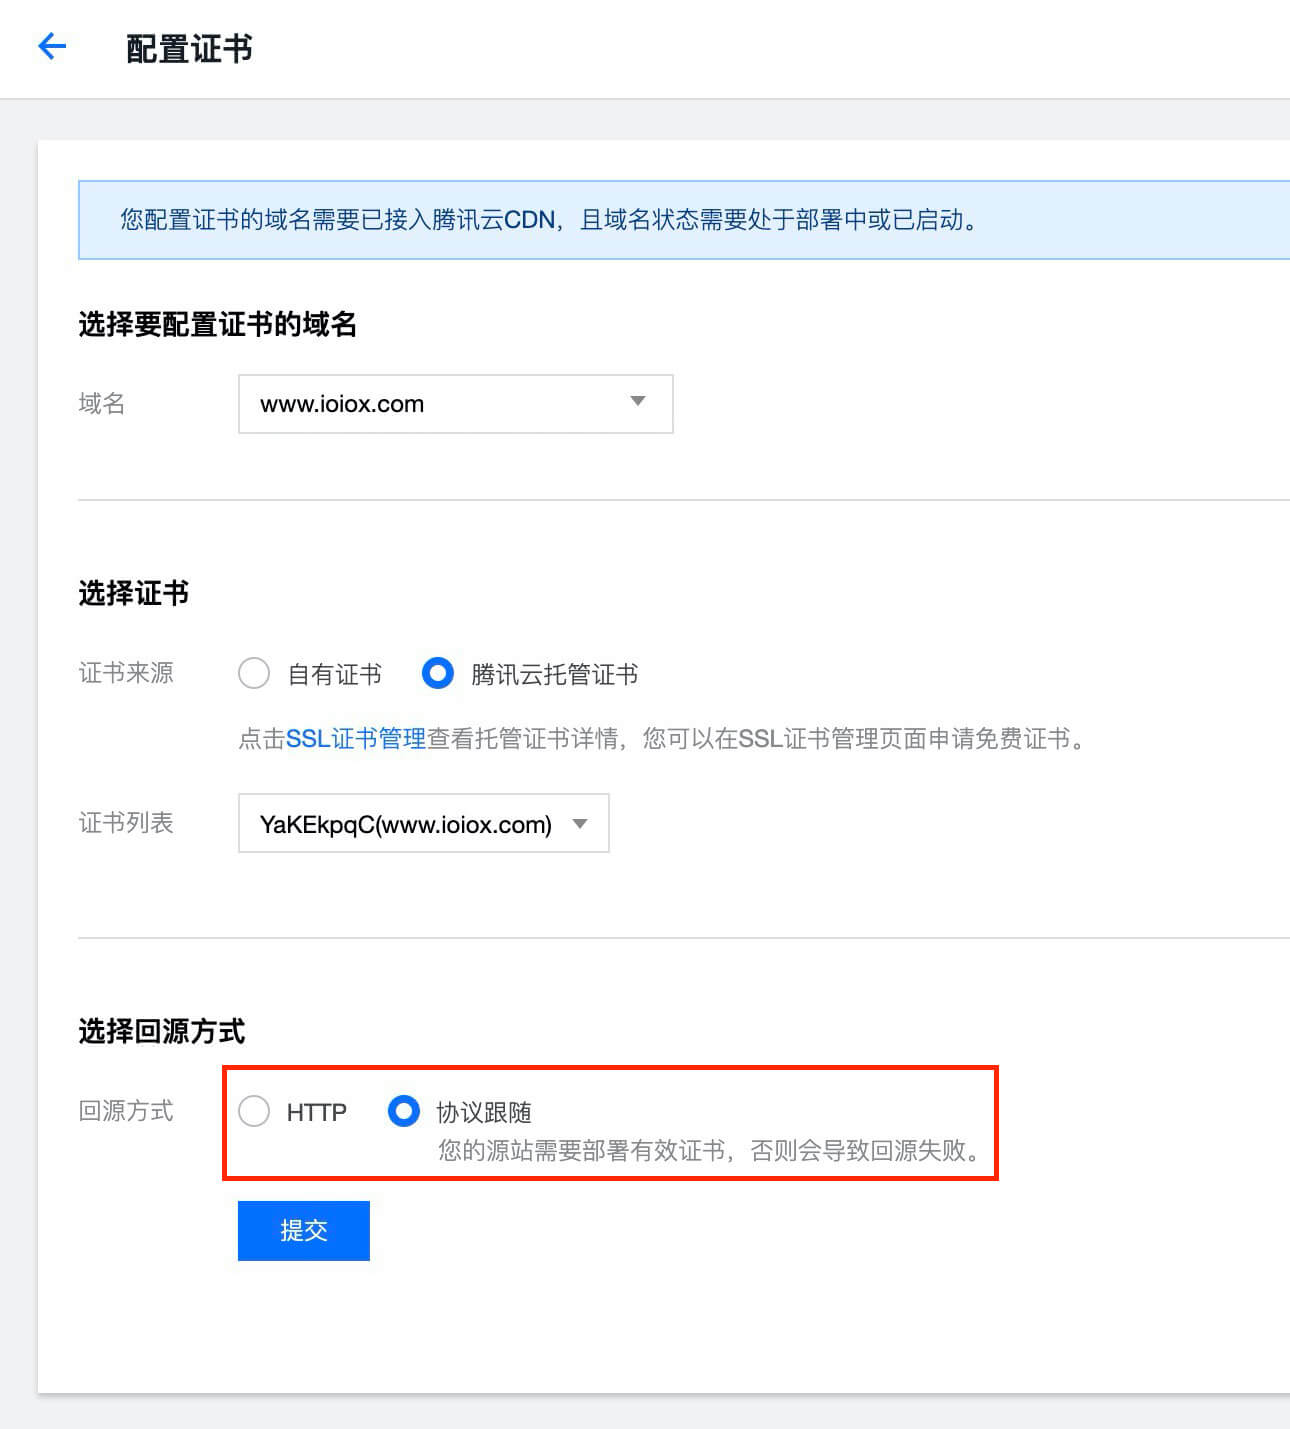 配置证书
您配置证书的域名需要已接入腾讯云CDN，且域名状态需要处于部署中或已启动。
选择要配置证书的域名
域名 www.ioiox.com
选择证书
证书来源 自有证书 腾讯云托管证书
点击SSL证书管理查看托管证书详情，您可以在SSL证书管理页面申请免费证书。
证书列表 YaKEkpqC(www.ioiox.com)
选择回源方式
回源方式 HTTP 协议跟随
您的源站需要部署有效证书，否则会导致回源失败。
提交